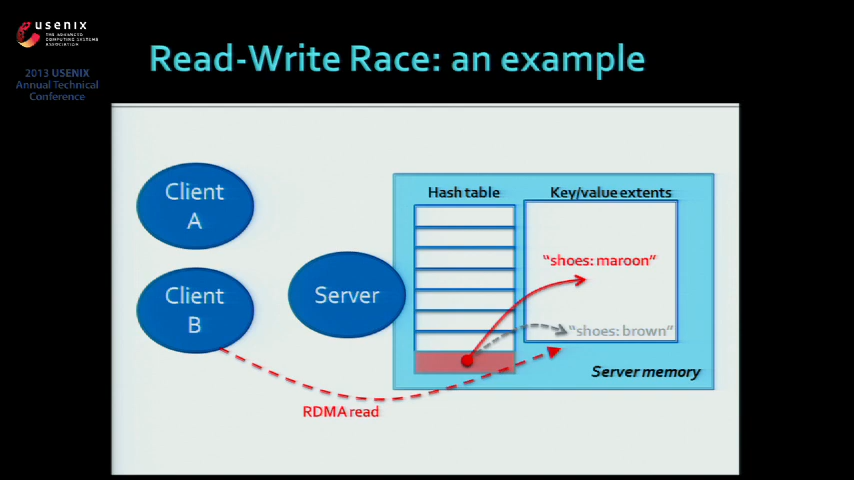 usenix
THE ADVANCED
COMPUTING SYSTEMS
ASSOCIATION
2013 USENIX
Annual Technical
Conference
Read-Write Race: an example
Client
A
Client
B
Server
Hash table
Key/value extents
"shoes: maroon"
"shoes: brown"
Server memory
RDMA read